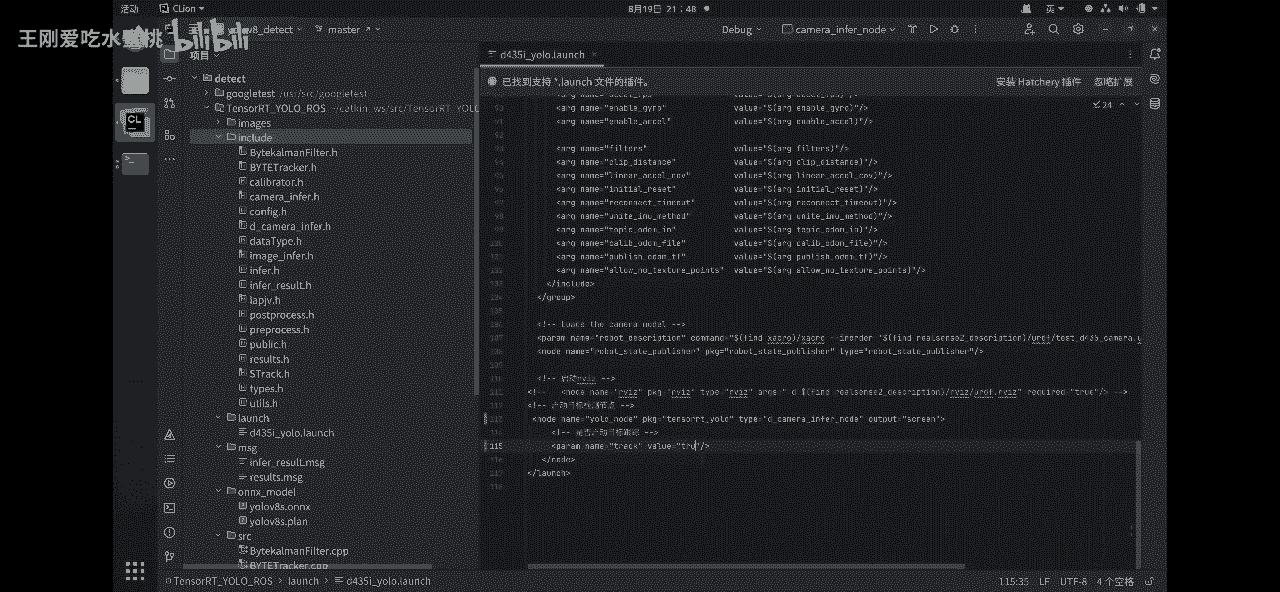 活动
CLion
8月19日 21:48
英
王刚爱吃水蜜桃
bilibili
yolov8_detect
master
Debug
camera_infer_node
项目
d435i_yolo.launch
已找到支持 *.launch 文件的插件。
安装 Hatchery 插件
忽略扩展
24
detect
googletest /usr/src/googletest
TensorRT_YOLO_ROS ~/catkin_ws/src/TensorRT_YOLO
images
include
BytekalmanFilter.h
BYTETracker.h
calibrator.h
camera_infer.h
config.h
d_camera_infer.h
dataType.h
image_infer.h
infer.h
infer_result.h
lapjv.h
postprocess.h
preprocess.h
public.h
results.h
STrack.h
types.h
utils.h
launch
d435i_yolo.launch
msg
infer_result.msg
results.msg
onnx_model
yolov8s.onnx
yolov8s.plan
src
BytekalmanFilter.cpp
BYTETracker.cpp
<arg name="enable_gyro" value="$(arg enable_gyro)"/>
<arg name="enable_accel" value="$(arg enable_accel)"/>
<arg name="filters" value="$(arg filters)"/>
<arg name="clip_distance" value="$(arg clip_distance)"/>
<arg name="linear_accel_cov" value="$(arg linear_accel_cov)"/>
<arg name="initial_reset" value="$(arg initial_reset)"/>
<arg name="reconnect_timeout" value="$(arg reconnect_timeout)"/>
<arg name="unite_imu_method" value="$(arg unite_imu_method)"/>
<arg name="topic_odom_in" value="$(arg topic_odom_in)"/>
<arg name="calib_odom_file" value="$(arg calib_odom_file)"/>
<arg name="publish_odom_tf" value="$(arg publish_odom_tf)"/>
<arg name="allow_no_texture_points" value="$(arg allow_no_texture_points)"/>
</include>
</group>
<!-- Loads the camera model -->
<param name="robot_description" command="$(find xacro)/xacro --inorder '$(find realsense2_description)/urdf/test_d435_camera.u
<node name="robot_state_publisher" pkg="robot_state_publisher" type="robot_state_publisher"/>
<!-- 启动rviz -->
<!-- <node name="rviz" pkg="rviz" type="rviz" args="-d $(find realsense2_description)/rviz/urdf.rviz" required="true"/> -->
<!-- 启动目标检测节点 -->
<node name="yolo_node" pkg="tensorrt_yolo" type="d_camera_infer_node" output="screen">
<!-- 是否启动目标跟踪 -->
115 <param name="track" value="tru"/>
</node>
</launch>
TensorRT_YOLO_ROS > launch > d435i_yolo.launch
115:35 LF UTF-8 4 个空格